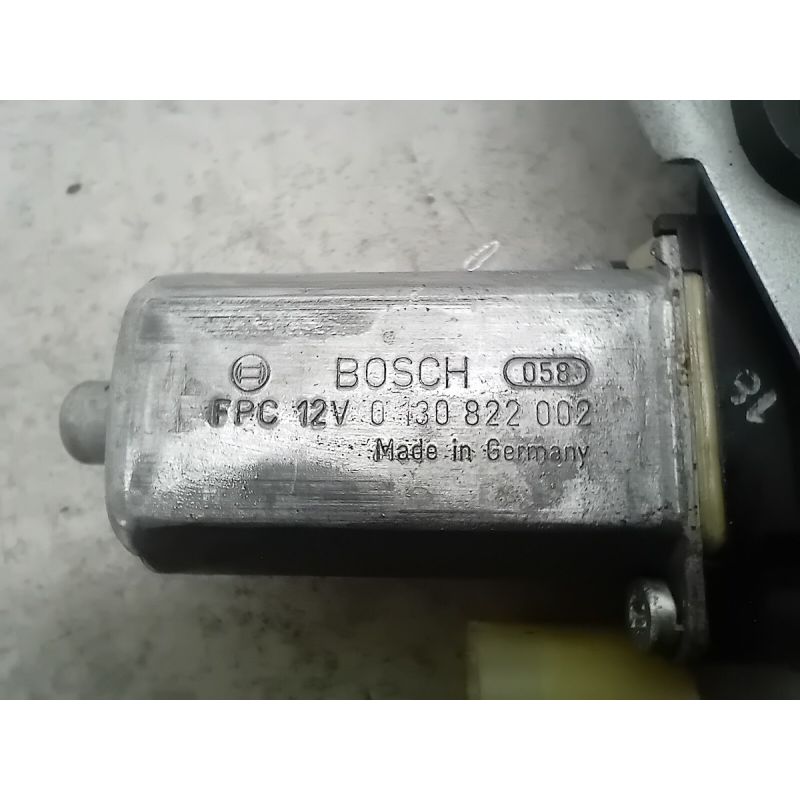 BOSCH 058
FPC 12V 0 130 822 002
Made in Germany